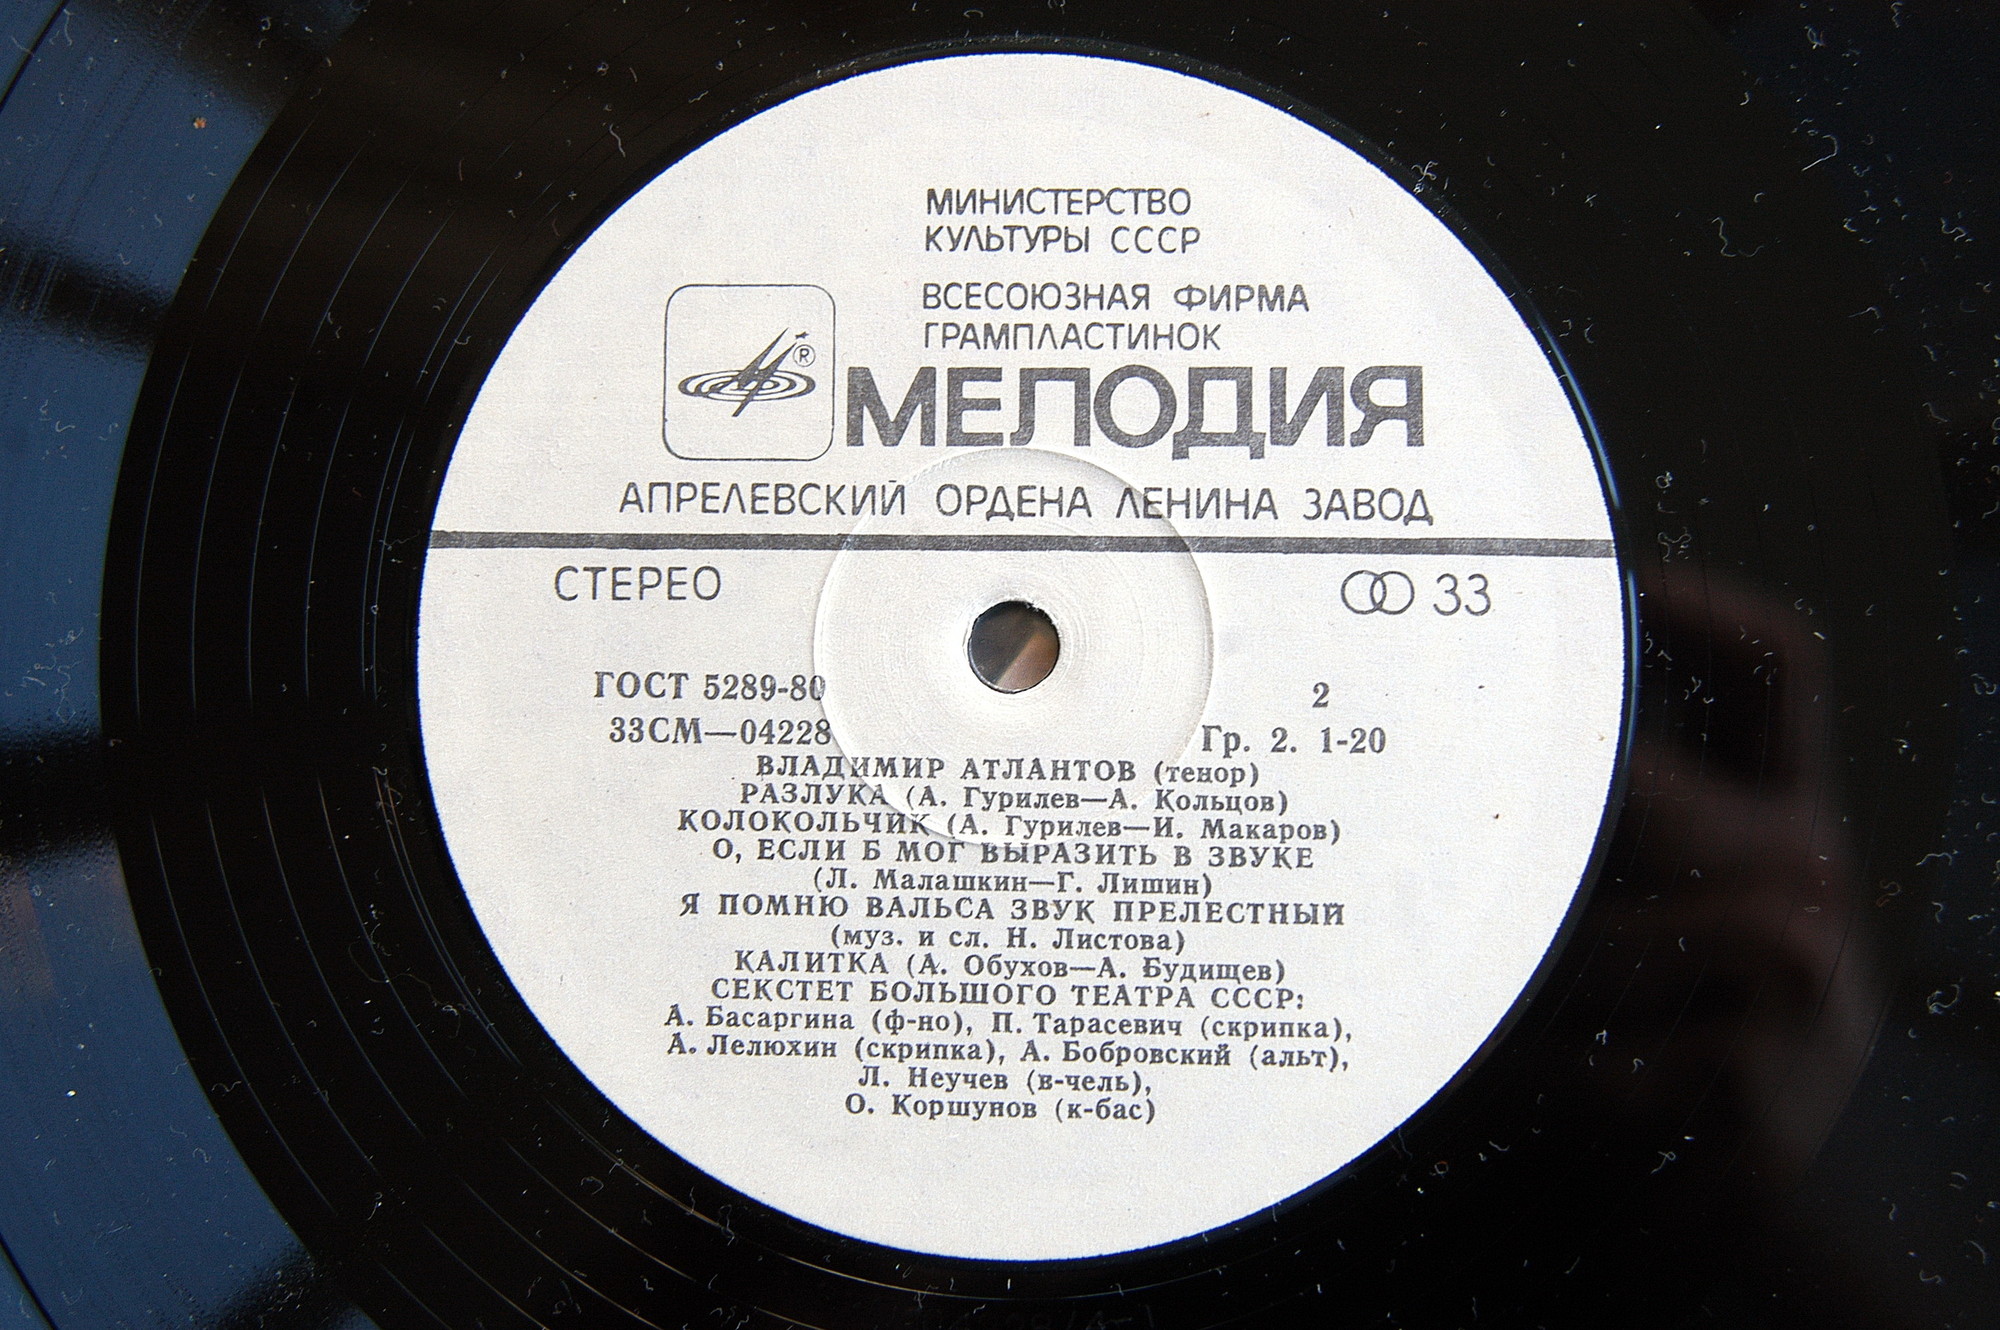 МИНИСТЕРСТВО
КУЛЬТУРЫ СССР
ВСЕСОЮЗНАЯ ФИРМА
ГРАМПЛАСТИНОК
®
МЕЛОДИЯ
АПРЕЛЕВСКИЙ ОРДЕНА ЛЕНИНА ЗАВОД
СТЕРЕО 33
ГОСТ 5289-80 2
33СМ—04228 Гр. 2. 1-20
ВЛАДИМИР АТЛАНТОВ (тенор)
РАЗЛУКА (А. Гурилев—А. Кольцов)
КОЛОКОЛЬЧИК (А. Гурилев—И. Макаров)
О, ЕСЛИ Б МОГ ВЫРАЗИТЬ В ЗВУКЕ
(Л. Малашкин—Г. Лишин)
Я ПОМНЮ ВАЛЬСА ЗВУК ПРЕЛЕСТНЫЙ
(муз. и сл. Н. Листова)
КАЛИТКА (А. Обухов—А. Будищев)
СЕКСТЕТ БОЛЬШОГО ТЕАТРА СССР:
А. Басаргина (ф-но), П. Тарасевич (скрипка),
А. Лелюхин (скрипка), А. Бобровский (альт),
Л. Неучев (в-чель),
О. Коршунов (к-бас)